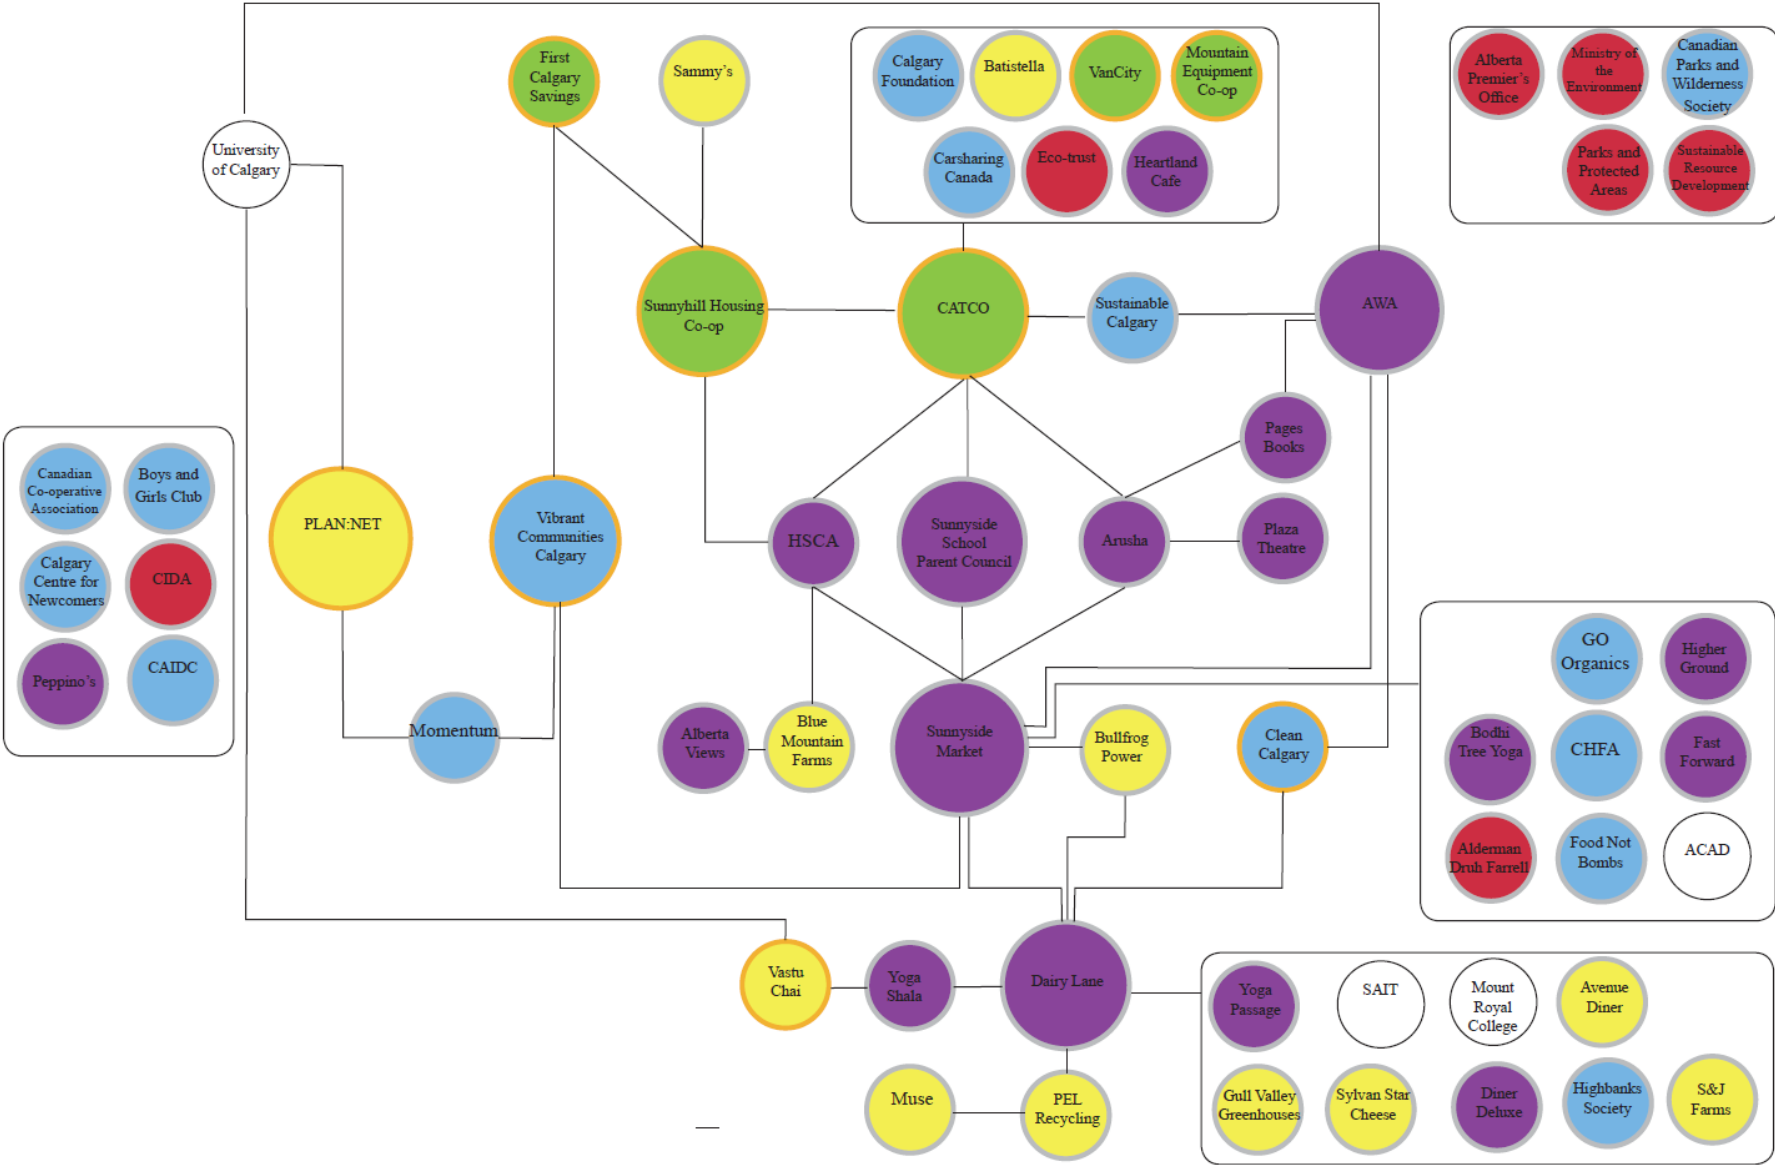 First
Calgary
Savings
Sammy's
Calgary
Foundation
Batistella
VanCity
Mountain
Equipment
Co-op
Carsharing
Canada
Eco-trust
Heartland
Cafe
Alberta
Premier's
Office
Ministry of
the
Environment
Canadian
Parks and
Wilderness
Society
Parks and
Protected
Areas
Sustainable
Resource
Development
University
of Calgary
Sunnyhill Housing
Co-op
CATCO
Sustainable
Calgary
AWA
Pages
Books
Canadian
Co-operative
Association
Boys and
Girls Club
Calgary
Centre for
Newcomers
CIDA
Peppino's
CAIDC
PLAN:NET
Vibrant
Communities
Calgary
HSCA
Sunnyside
School
Parent Council
Arusha
Plaza
Theatre
Momentum
Alberta
Views
Blue
Mountain
Farms
Sunnyside
Market
Bullfrog
Power
Clean
Calgary
GO
Organics
Higher
Ground
Bodhi
Tree Yoga
CHFA
Fast
Forward
Alderman
Druh Farrell
Food Not
Bombs
ACAD
Vastu
Chai
Yoga
Shala
Dairy Lane
Yoga
Passage
SAIT
Mount
Royal
College
Avenue
Diner
Muse
PEL
Recycling
Gull Valley
Greenhouses
Sylvan Star
Cheese
Diner
Deluxe
Highbanks
Society
S&J
Farms